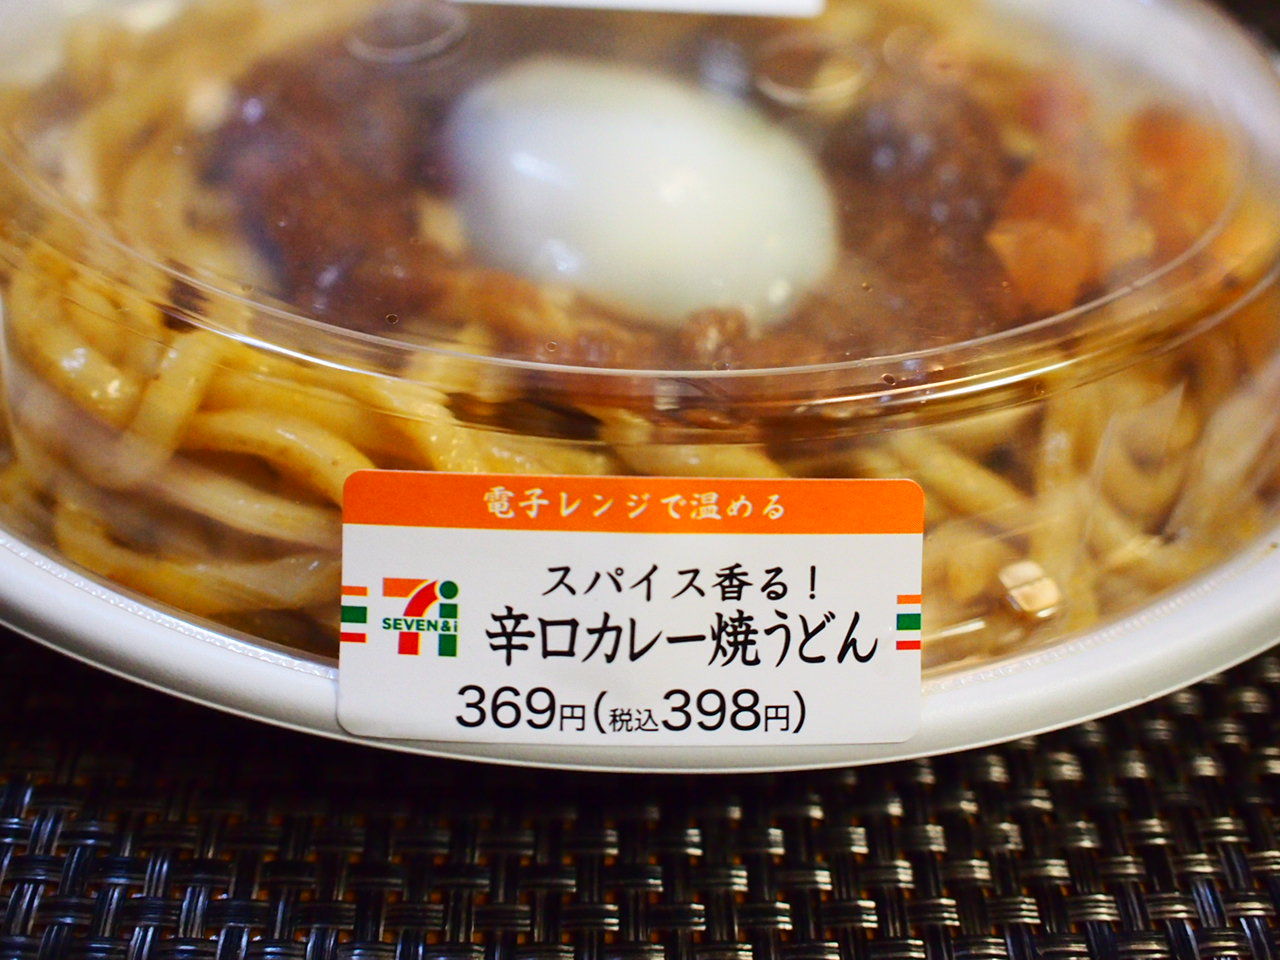 電子レンジで温める
スパイス香る!
SEVEN&i
辛口カレー焼うどん
369円(税込398円)